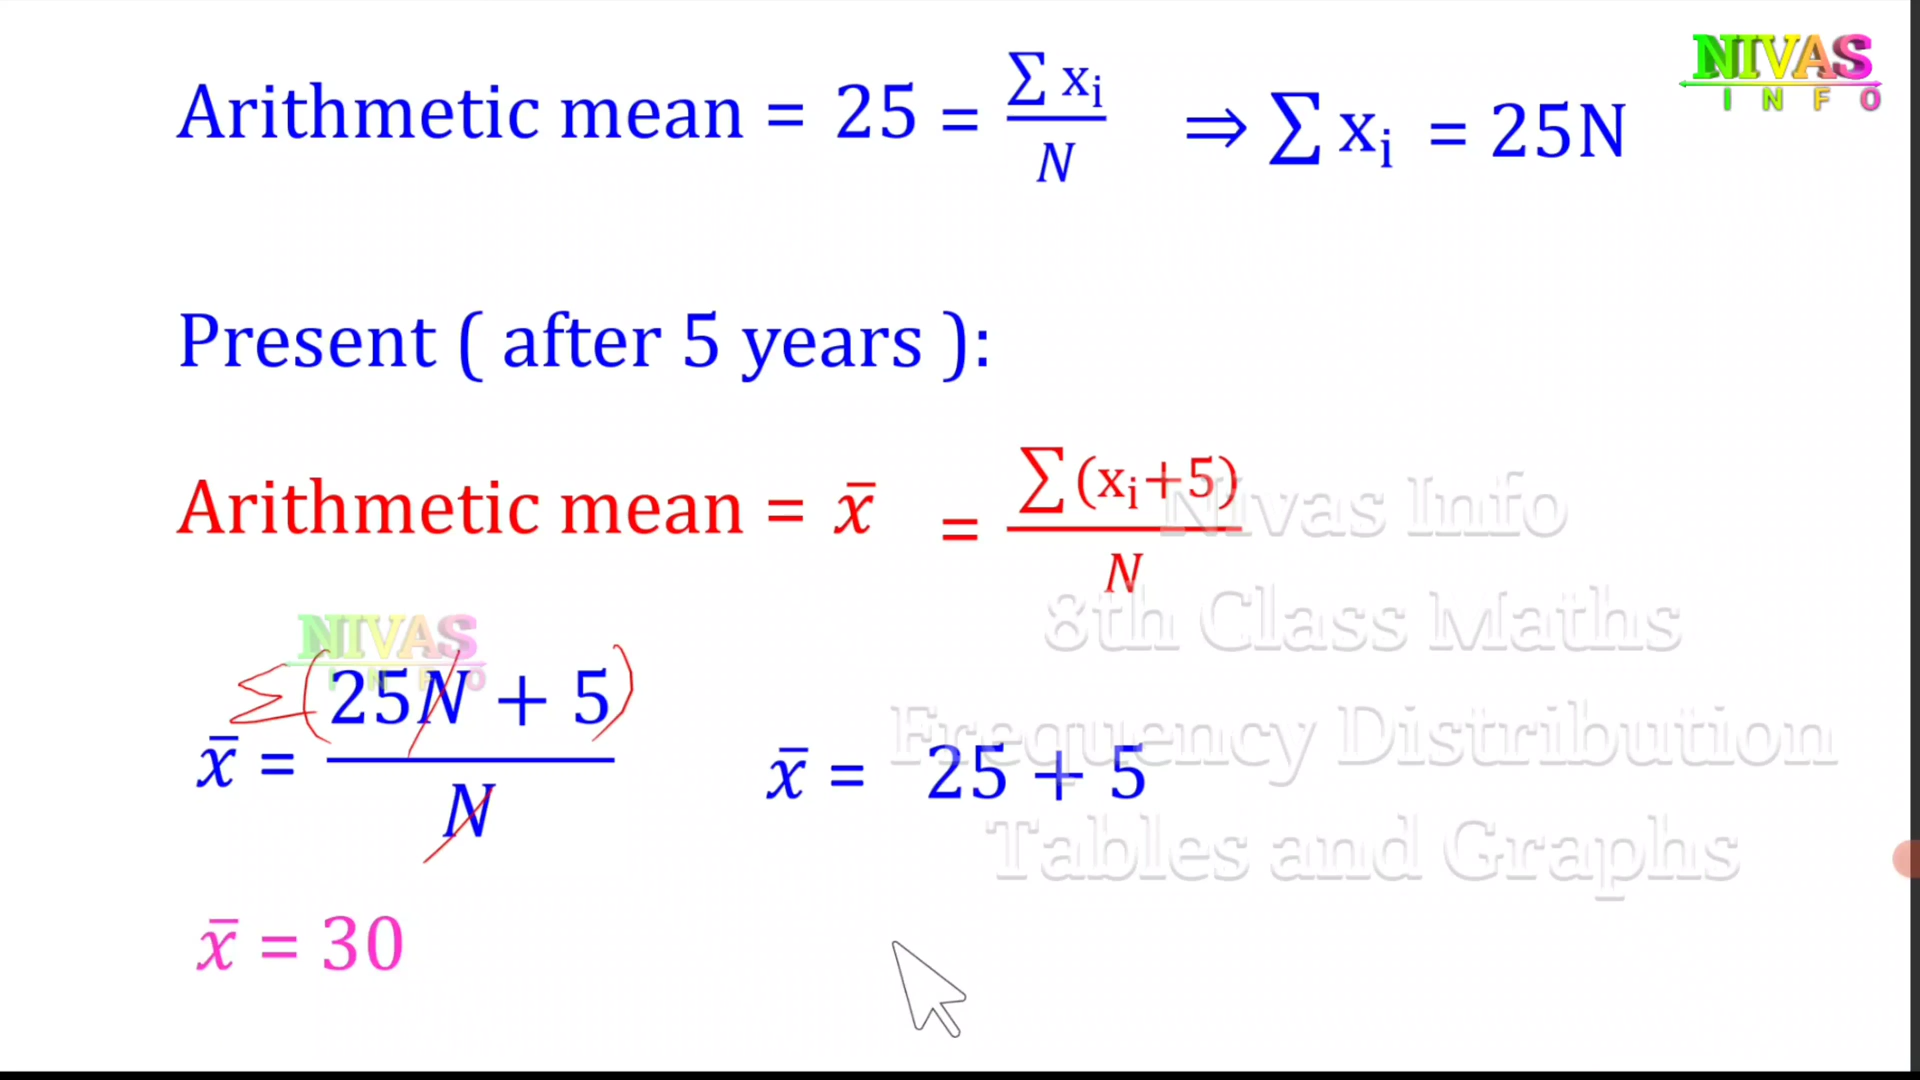 NIVAS
INFO
Arithmetic mean = 25 = ∑ xᵢ / N ⇒ ∑ xᵢ = 25N
Present ( after 5 years ):
Arithmetic mean = x̄ = ∑ (xᵢ+5) / N
Nivas Info
8th Class Maths
Frequency Distribution
Tables and Graphs
NIVAS
INFO
x̄ = Σ(25N + 5) / N
x̄ = 25 + 5
x̄ = 30